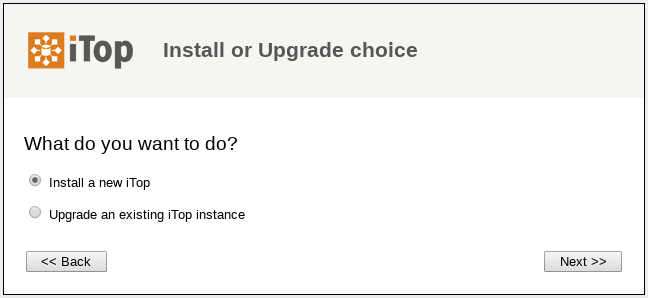 iTop
Install or Upgrade choice
What do you want to do?
Install a new iTop
Upgrade an existing iTop instance
<< Back
Next >>